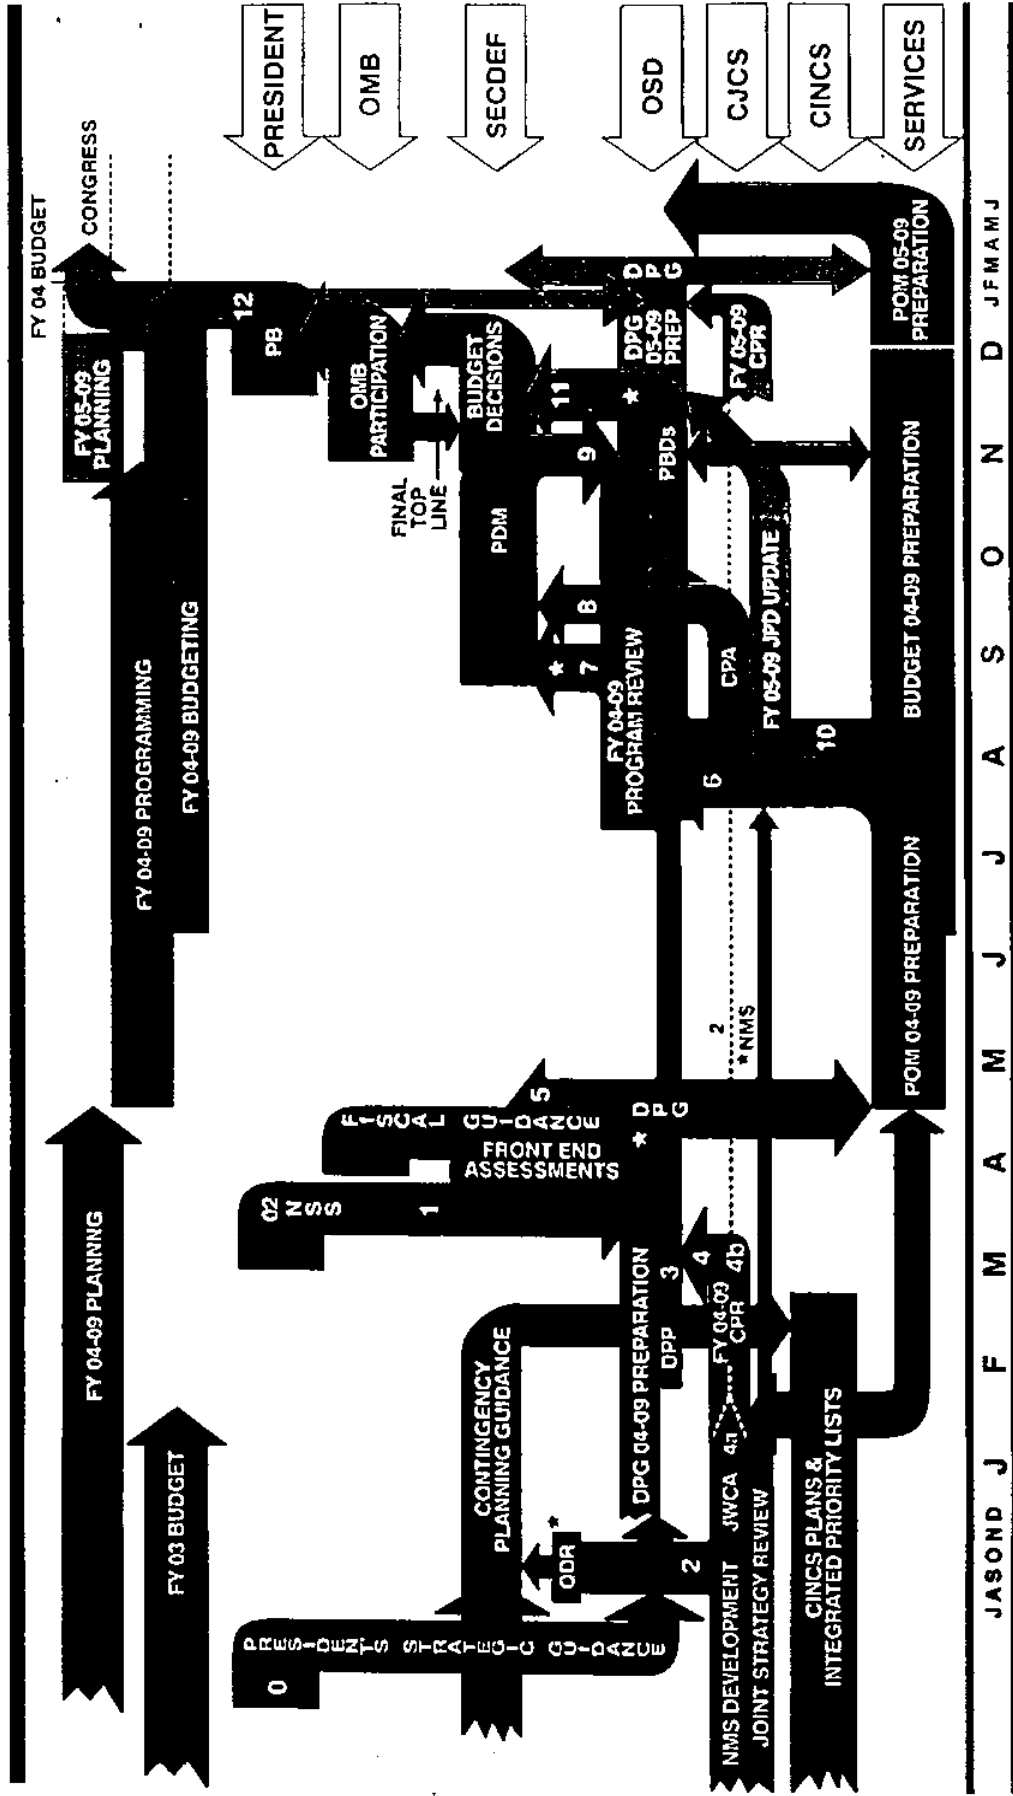 FY 04 BUDGET
CONGRESS
FY 04-09 PLANNNG
FY 05-09
PLANNING
FY 04-09 PROGRAMMING
FY 03 BUDGET
FY 04-09 BUDGETING
PRESIDENT
0
PRESIDENTS STRATEGIC GUIDANCE
02
NSS
1
PB
12
OMB
FISCAL GUIDANCE
OMB
PARTICIPATION
FINAL
TOP
LINE
SECDEF
CONTINGENCY
PLANNING GUIDANCE
FRONT END
ASSESSMENTS
5
PDM
BUDGET
DECISIONS
QDR
*
* 7
8
9
11
OSD
DPG 04-09 PREPARATION
* DPG
FY 04-09
PROGRAM REVIEW
PBDs
*
DPG
05-09
PREP
DPG
DPP
3
CJCS
2
4
NMS DEVELOPMENT
JWCA
4a
FY 04-09
CPR
4b
2
*NMS
6
CPA
FY 05-09
CPR
JOINT STRATEGY REVIEW
FY 05-09 JPD UPDATE
CINCS
CINCS PLANS &
INTEGRATED PRIORITY LISTS
10
SERVICES
POM 04-09 PREPARATION
BUDGET 04-09 PREPARATION
POM 05-09
PREPARATION
JASOND J F M A M J J A S O N D JFMAMJ